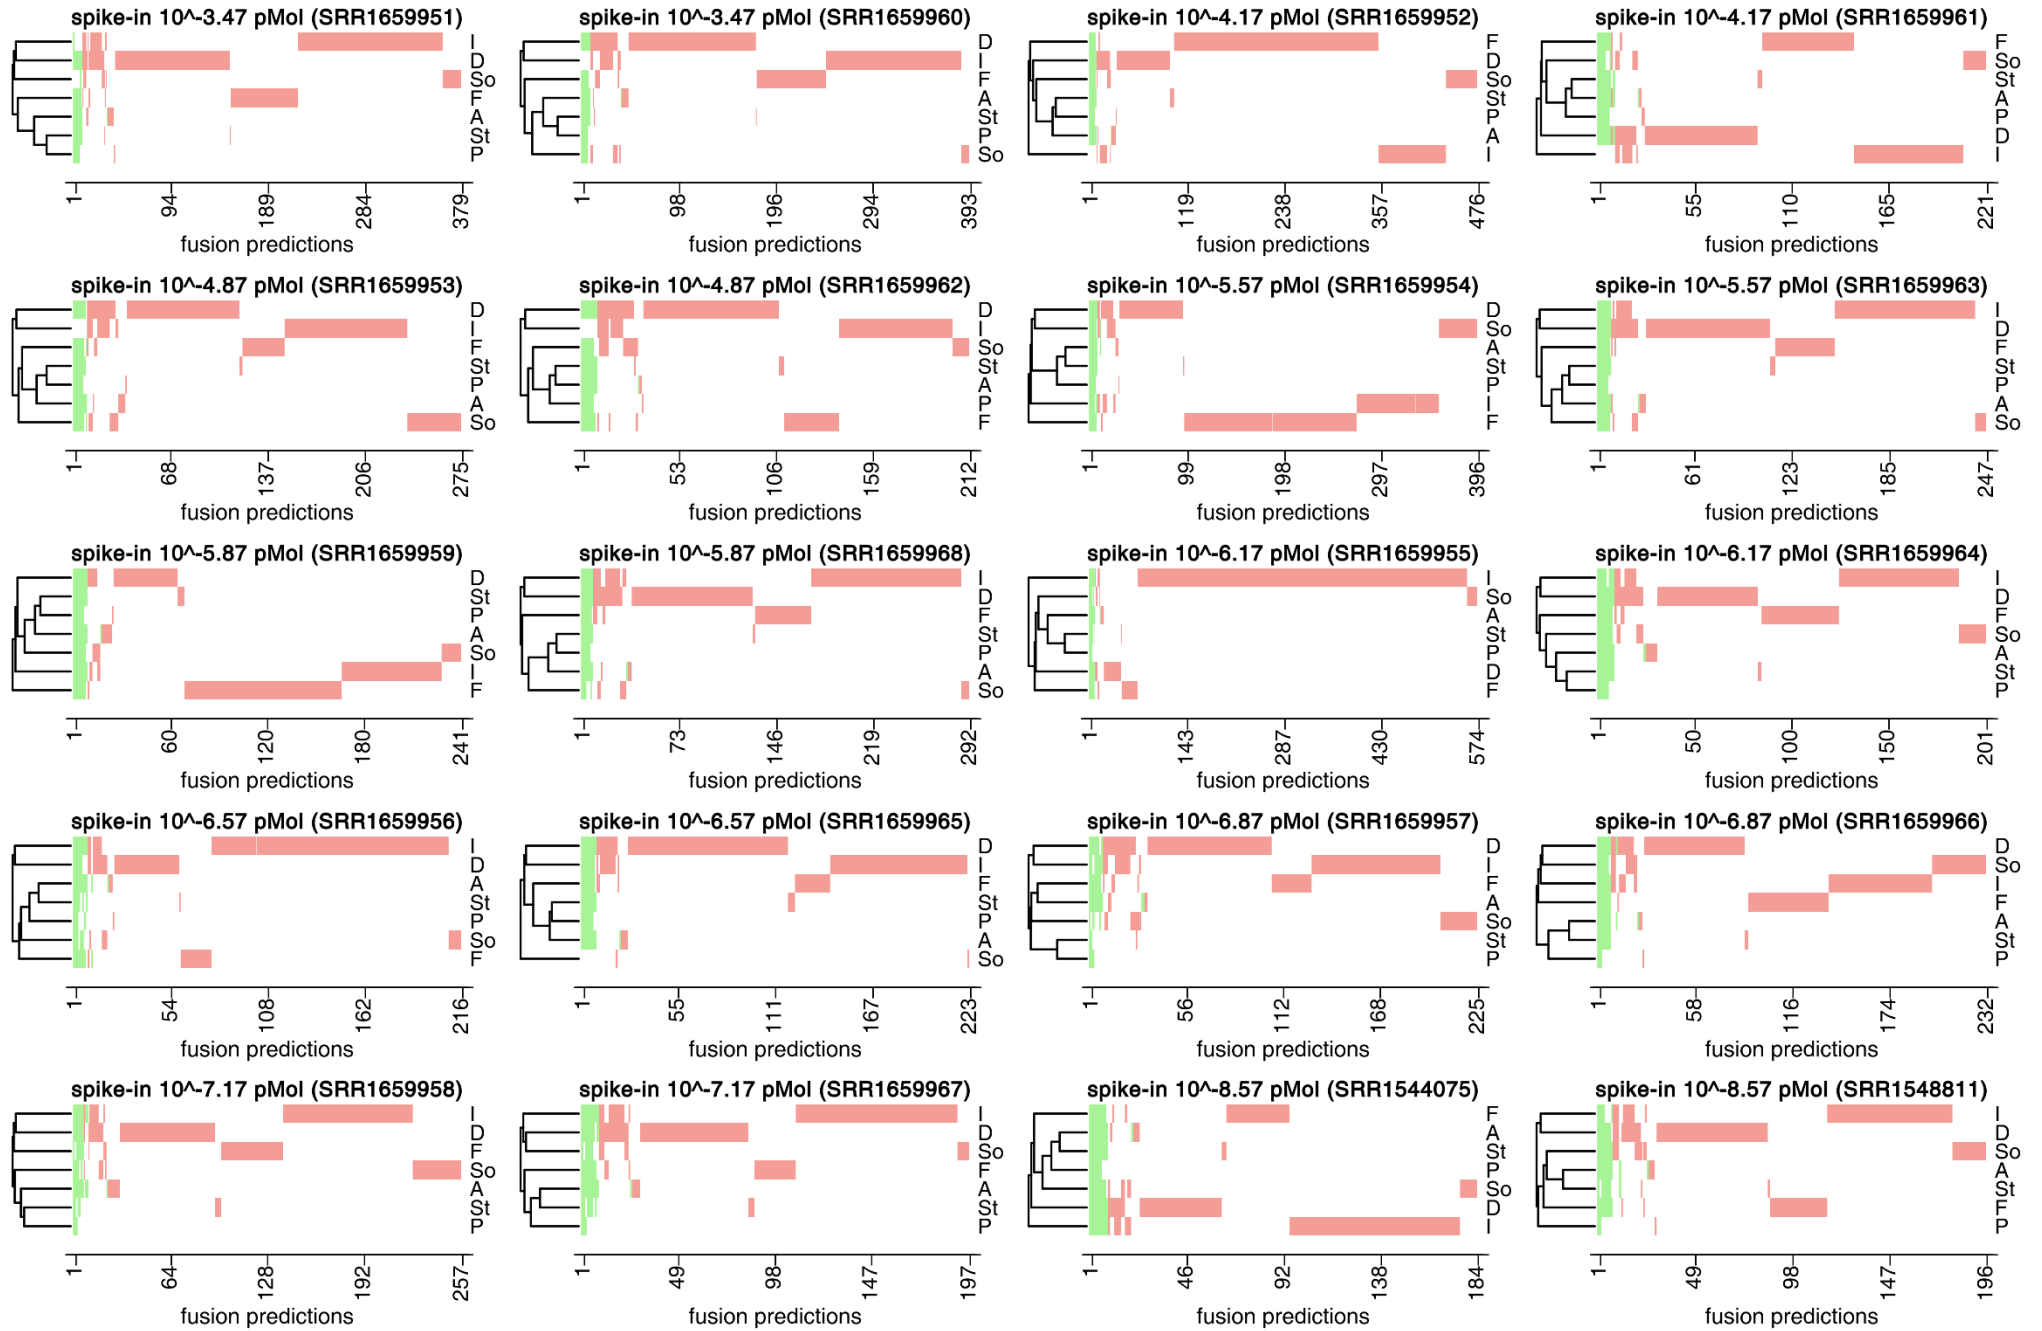 spike-in 10^-3.47 pMol (SRR1659951)
I
D
So
F
A
St
P
1 94 189 284 379
fusion predictions
spike-in 10^-3.47 pMol (SRR1659960)
D
I
F
A
St
P
So
1 98 196 294 393
fusion predictions
spike-in 10^-4.17 pMol (SRR1659952)
F
D
So
St
P
A
I
1 119 238 357 476
fusion predictions
spike-in 10^-4.17 pMol (SRR1659961)
F
So
St
A
P
D
I
1 55 110 165 221
fusion predictions
spike-in 10^-4.87 pMol (SRR1659953)
D
I
F
St
P
A
So
1 68 137 206 275
fusion predictions
spike-in 10^-4.87 pMol (SRR1659962)
D
I
So
St
A
P
F
1 53 106 159 212
fusion predictions
spike-in 10^-5.57 pMol (SRR1659954)
D
So
A
St
P
I
F
1 99 198 297 396
fusion predictions
spike-in 10^-5.57 pMol (SRR1659963)
I
D
F
St
P
A
So
1 61 123 185 247
fusion predictions
spike-in 10^-5.87 pMol (SRR1659959)
D
St
P
A
So
I
F
1 60 120 180 241
fusion predictions
spike-in 10^-5.87 pMol (SRR1659968)
I
D
F
St
P
A
So
1 73 146 219 292
fusion predictions
spike-in 10^-6.17 pMol (SRR1659955)
I
So
A
St
P
D
F
1 143 287 430 574
fusion predictions
spike-in 10^-6.17 pMol (SRR1659964)
I
D
F
So
A
St
P
1 50 100 150 201
fusion predictions
spike-in 10^-6.57 pMol (SRR1659956)
I
D
A
St
P
So
F
1 54 108 162 216
fusion predictions
spike-in 10^-6.57 pMol (SRR1659965)
D
I
F
St
P
A
So
1 55 111 167 223
fusion predictions
spike-in 10^-6.87 pMol (SRR1659957)
D
I
F
A
So
St
P
1 56 112 168 225
fusion predictions
spike-in 10^-6.87 pMol (SRR1659966)
D
So
I
F
A
St
P
1 58 116 174 232
fusion predictions
spike-in 10^-7.17 pMol (SRR1659958)
I
D
F
So
A
St
P
1 64 128 192 257
fusion predictions
spike-in 10^-7.17 pMol (SRR1659967)
I
D
So
F
A
St
P
1 49 98 147 197
fusion predictions
spike-in 10^-8.57 pMol (SRR1544075)
F
A
St
P
So
D
I
1 46 92 138 184
fusion predictions
spike-in 10^-8.57 pMol (SRR1548811)
I
D
So
A
St
F
P
1 49 98 147 196
fusion predictions